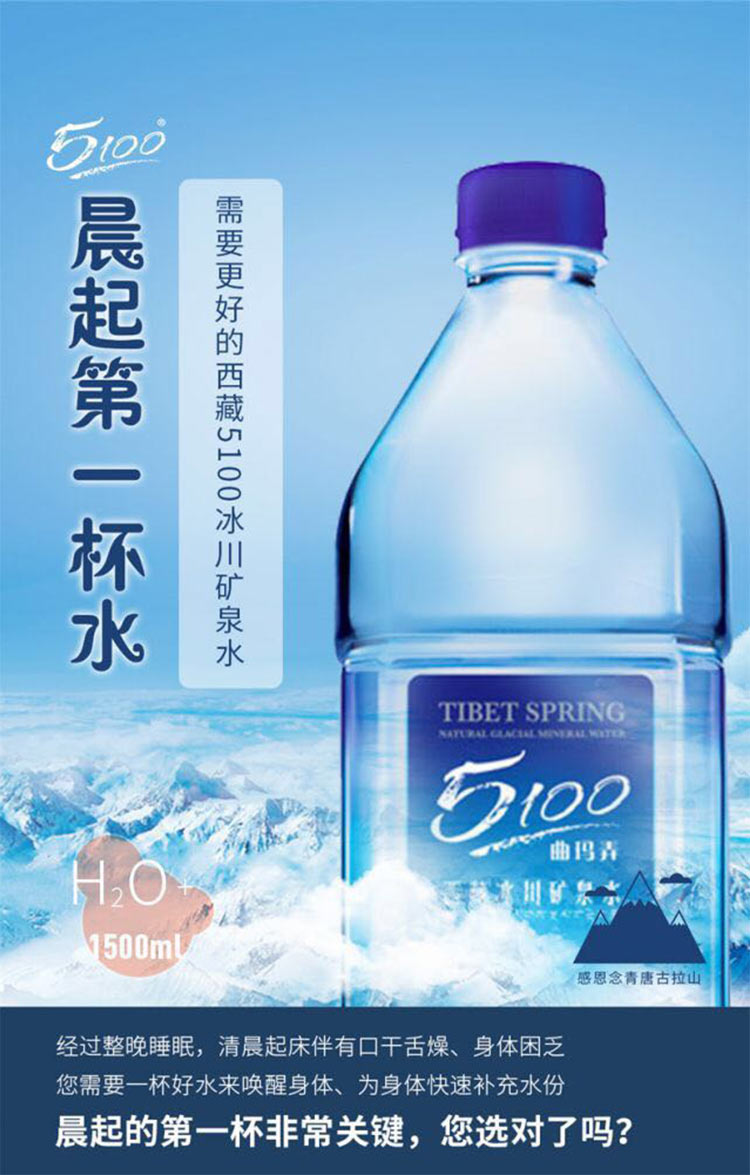 5100®
晨起第一杯水
需要更好的西藏5100冰川矿泉水
TIBET SPRING
NATURAL GLACIAL MINERAL WATER
5100
曲玛弄
冰川矿泉水
H₂O+
1500ml
感恩念青唐古拉山
经过整晚睡眠，清晨起床伴有口干舌燥、身体困乏
您需要一杯好水来唤醒身体、为身体快速补充水份
晨起的第一杯非常关键，您选对了吗？